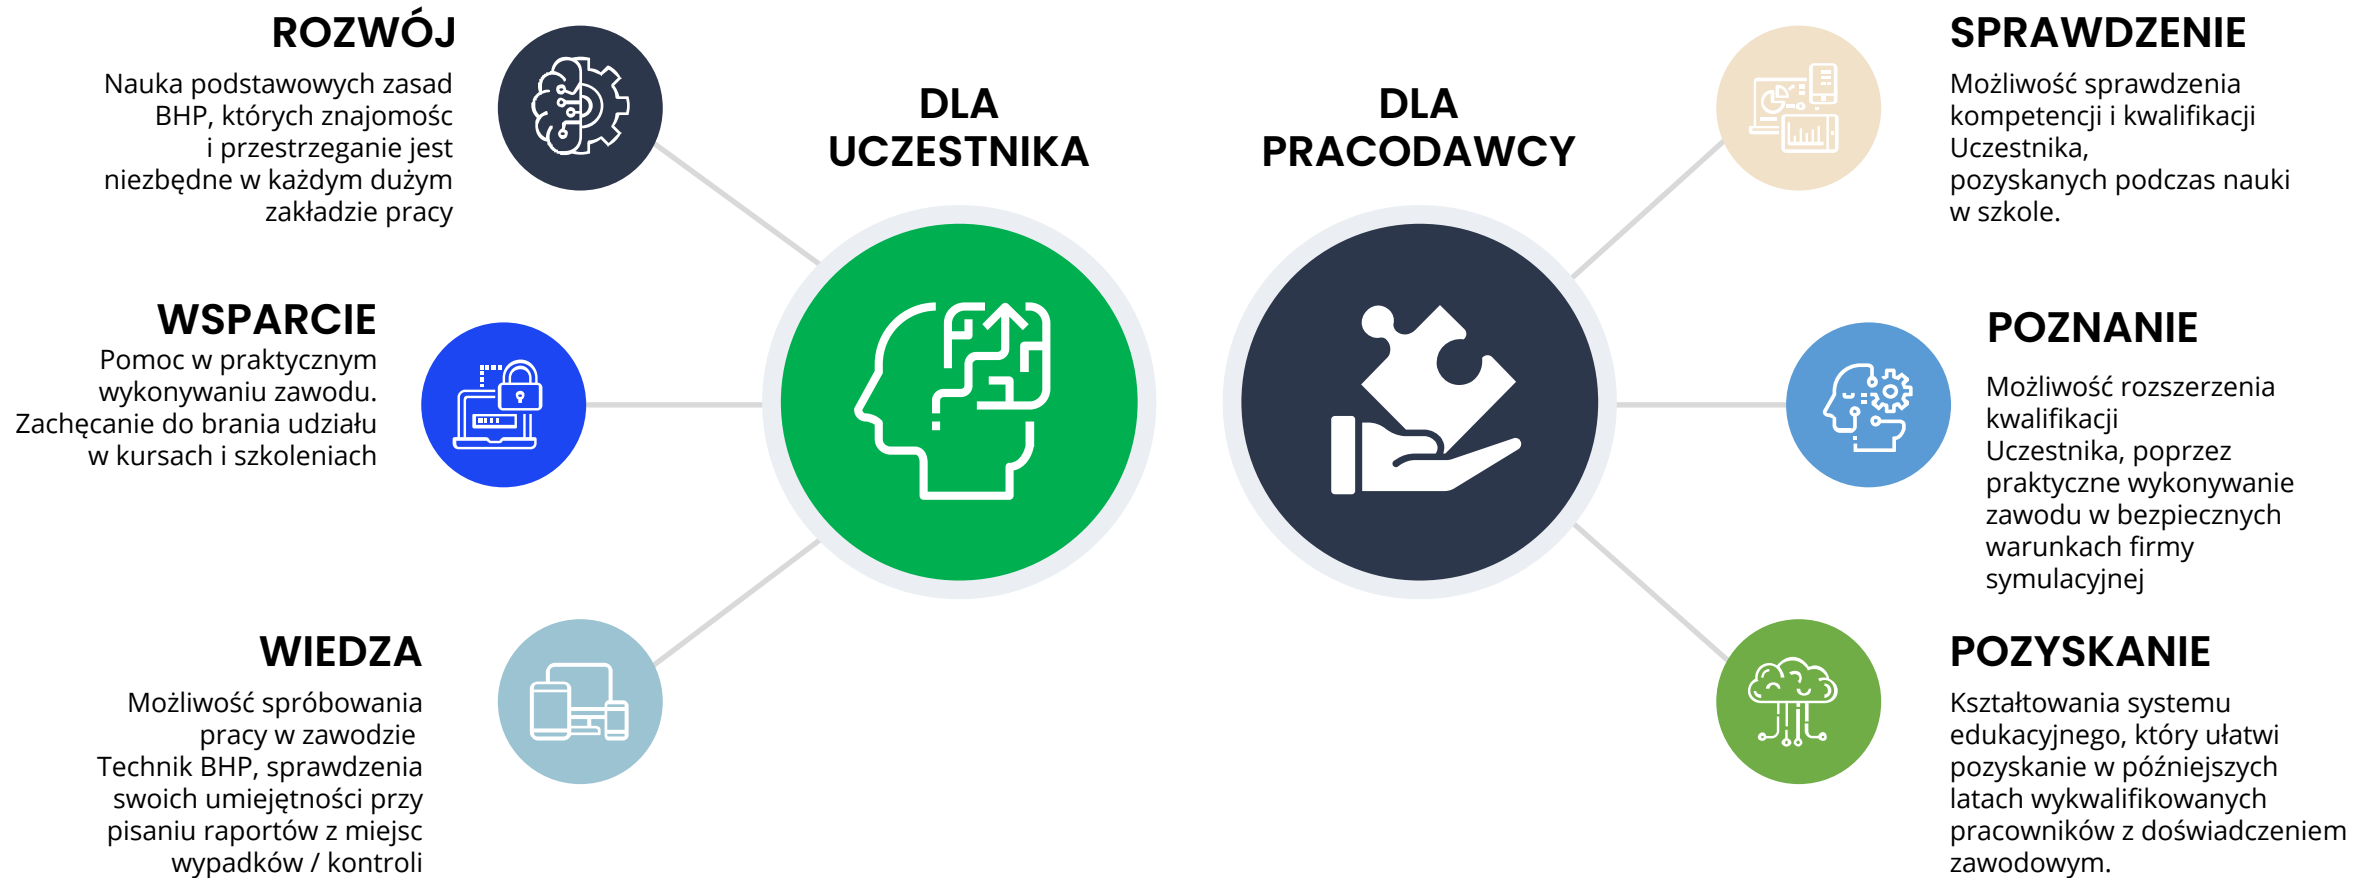 ROZWÓJ
Nauka podstawowych zasad
BHP, których znajomośc
i przestrzeganie jest
niezbędne w każdym dużym
zakładzie pracy
WSPARCIE
Pomoc w praktycznym
wykonywaniu zawodu.
Zachęcanie do brania udziału
w kursach i szkoleniach
WIEDZA
Możliwość spróbowania
pracy w zawodzie
Technik BHP, sprawdzenia
swoich umiejętności przy
pisaniu raportów z miejsc
wypadków / kontroli
DLA
UCZESTNIKA
DLA
PRACODAWCY
SPRAWDZENIE
Możliwość sprawdzenia
kompetencji i kwalifikacji
Uczestnika,
pozyskanych podczas nauki
w szkole.
POZNANIE
Możliwość rozszerzenia
kwalifikacji
Uczestnika, poprzez
praktyczne wykonywanie
zawodu w bezpiecznych
warunkach firmy
symulacyjnej
POZYSKANIE
Kształtowania systemu
edukacyjnego, który ułatwi
pozyskanie w późniejszych
latach wykwalifikowanych
pracowników z doświadczeniem
zawodowym.